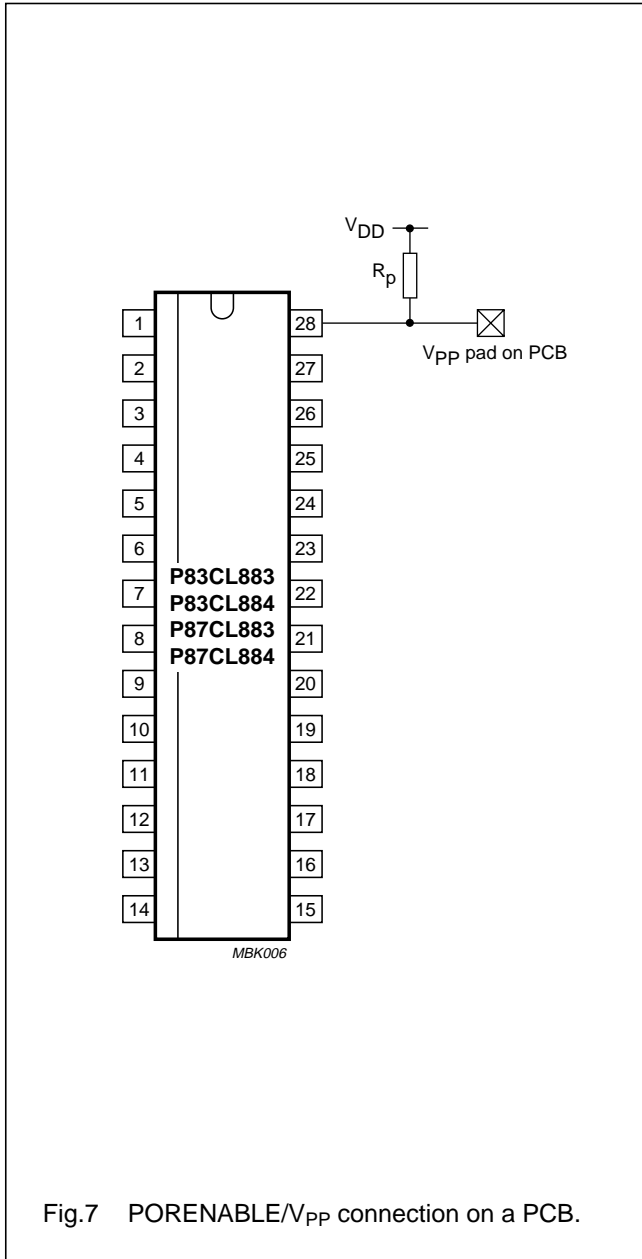 VDD
Rp
1 28
VPP pad on PCB
2 27
3 26
4 25
5 24
6 23
P83CL883
7 22
P83CL884
P87CL883
8 21
P87CL884
9 20
10 19
11 18
12 17
13 16
14 15
MBK006
Fig.7 PORENABLE/VPP connection on a PCB.